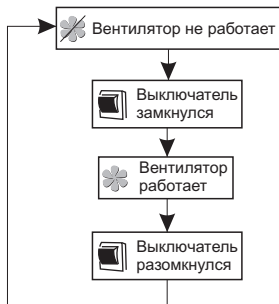 Вентилятор не работает
Выключатель
замкнулся
Вентилятор
работает
Выключатель
разомкнулся